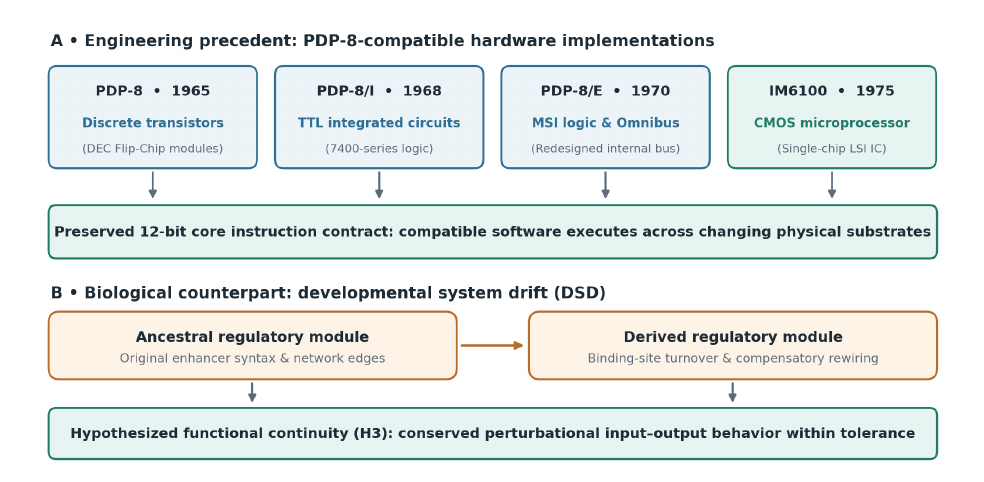 A • Engineering precedent: PDP-8-compatible hardware implementations
PDP-8 • 1965
Discrete transistors
(DEC Flip-Chip modules)
PDP-8/I • 1968
TTL integrated circuits
(7400-series logic)
PDP-8/E • 1970
MSI logic & Omnibus
(Redesigned internal bus)
IM6100 • 1975
CMOS microprocessor
(Single-chip LSI IC)
Preserved 12-bit core instruction contract: compatible software executes across changing physical substrates
B • Biological counterpart: developmental system drift (DSD)
Ancestral regulatory module
Original enhancer syntax & network edges
Derived regulatory module
Binding-site turnover & compensatory rewiring
Hypothesized functional continuity (H3): conserved perturbational input–output behavior within tolerance